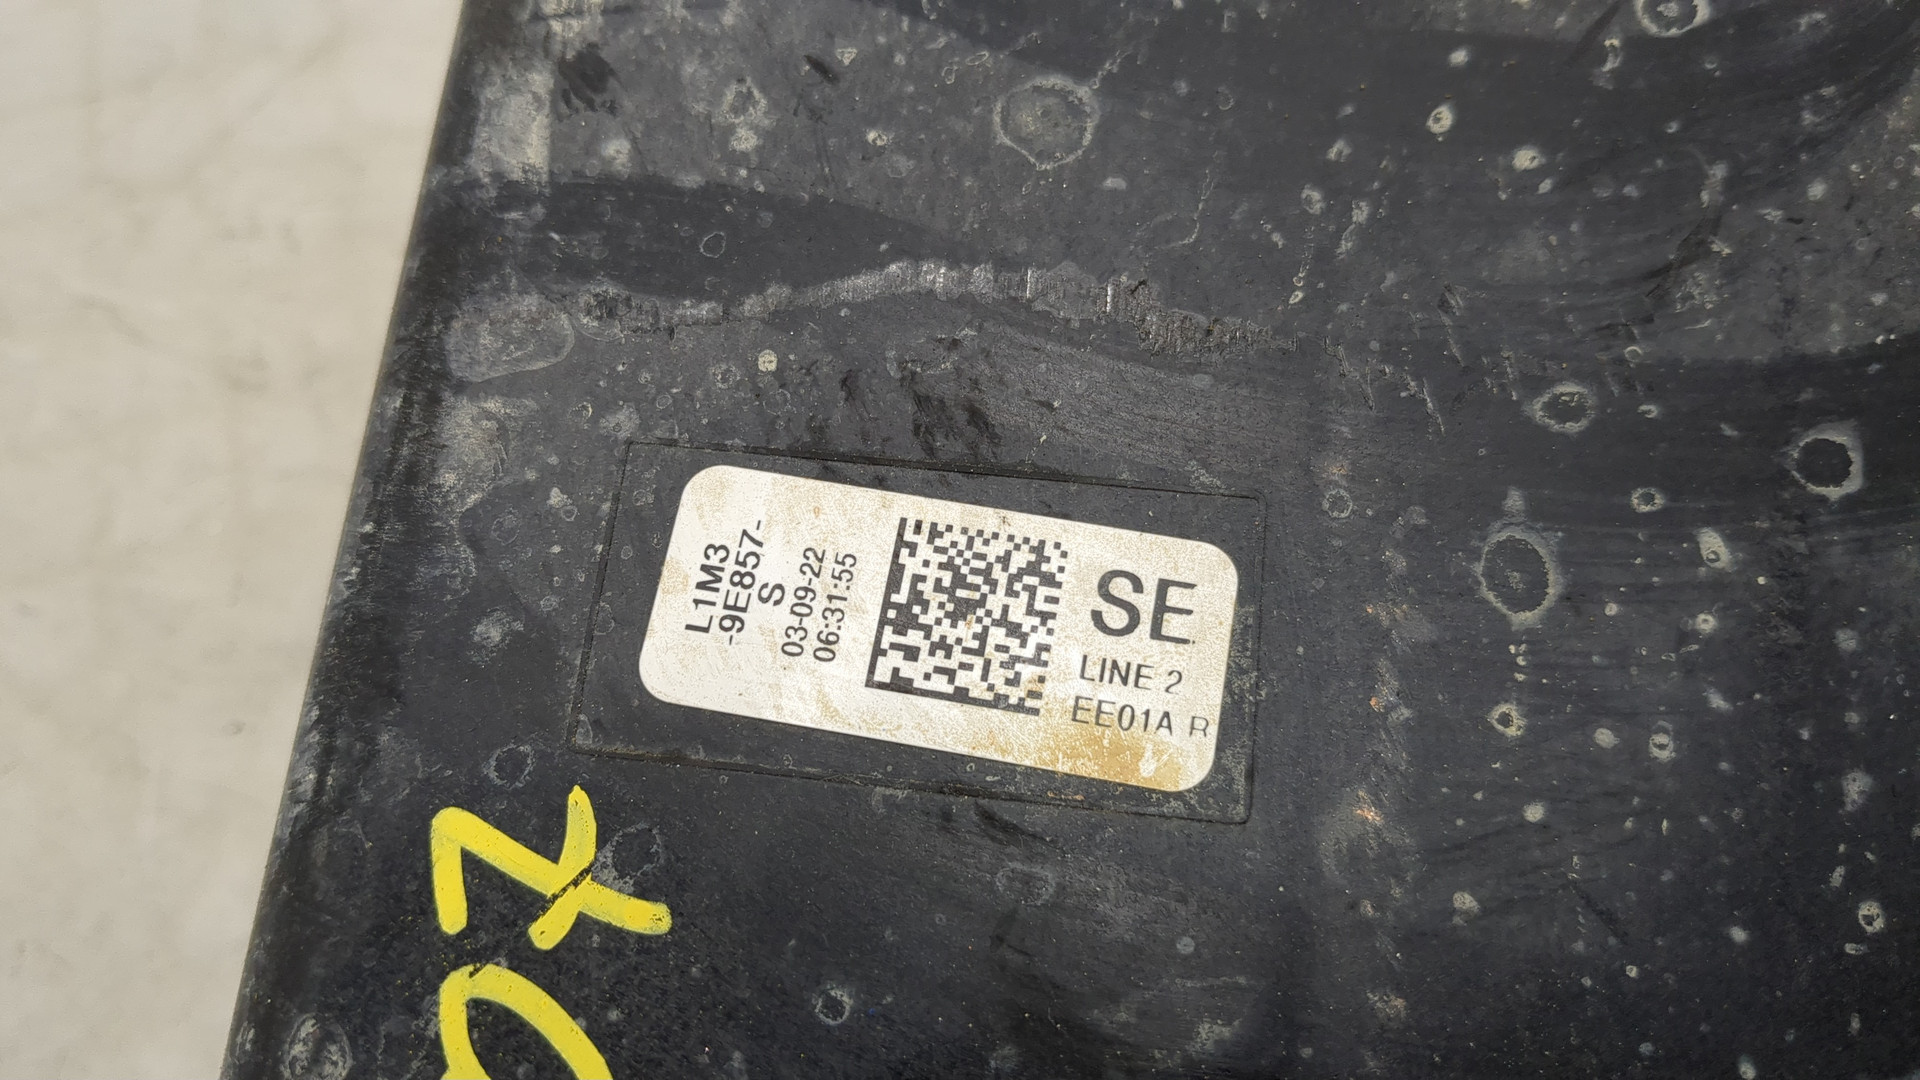 L1M3
-9E857-
S
03-09-22
06:31:55
SE
LINE 2
EE01A R